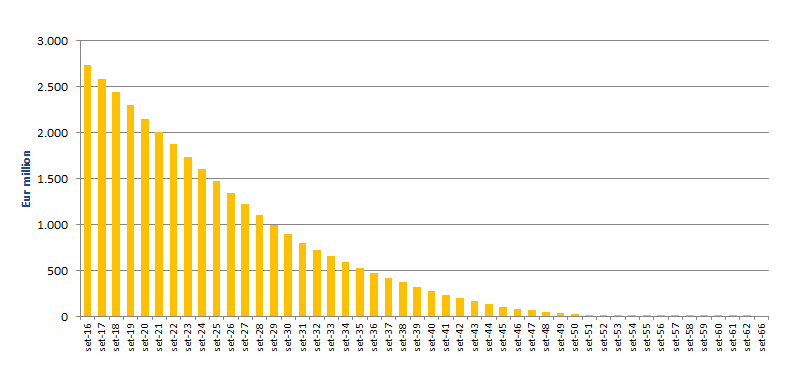 3.000
2.500
2.000
1.500
1.000
500
0
Eur million
set-16
set-17
set-18
set-19
set-20
set-21
set-22
set-23
set-24
set-25
set-26
set-27
set-28
set-29
set-30
set-31
set-32
set-33
set-34
set-35
set-36
set-37
set-38
set-39
set-40
set-41
set-42
set-43
set-44
set-45
set-46
set-47
set-48
set-49
set-50
set-51
set-52
set-53
set-54
set-55
set-56
set-57
set-58
set-59
set-60
set-61
set-62
set-66